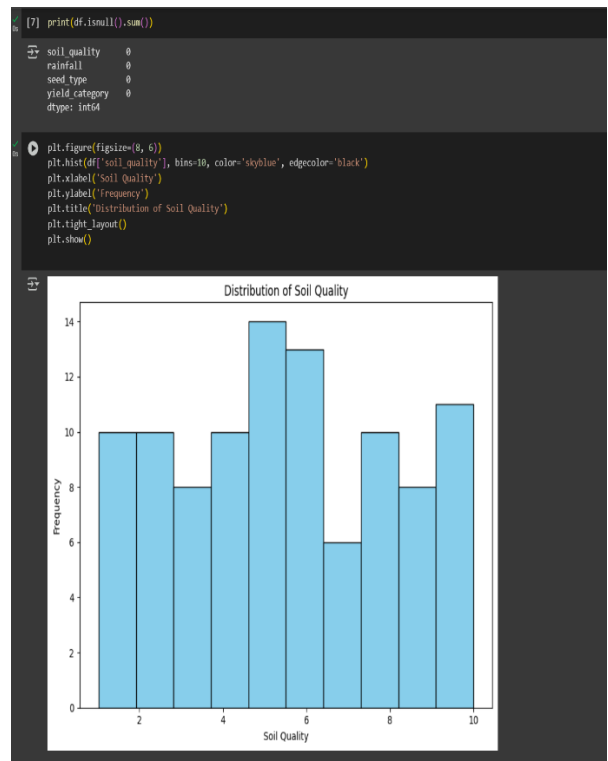 [7] print(df.isnull().sum())
soil_quality 0
rainfall 0
seed_type 0
yield_category 0
dtype: int64
plt.figure(figsize=(8, 6))
plt.hist(df['soil_quality'], bins=10, color='skyblue', edgecolor='black')
plt.xlabel('Soil Quality')
plt.ylabel('Frequency')
plt.title('Distribution of Soil Quality')
plt.tight_layout()
plt.show()
Distribution of Soil Quality
14
12
10
8
6
4
2
0
Frequency
2 4 6 8 10
Soil Quality